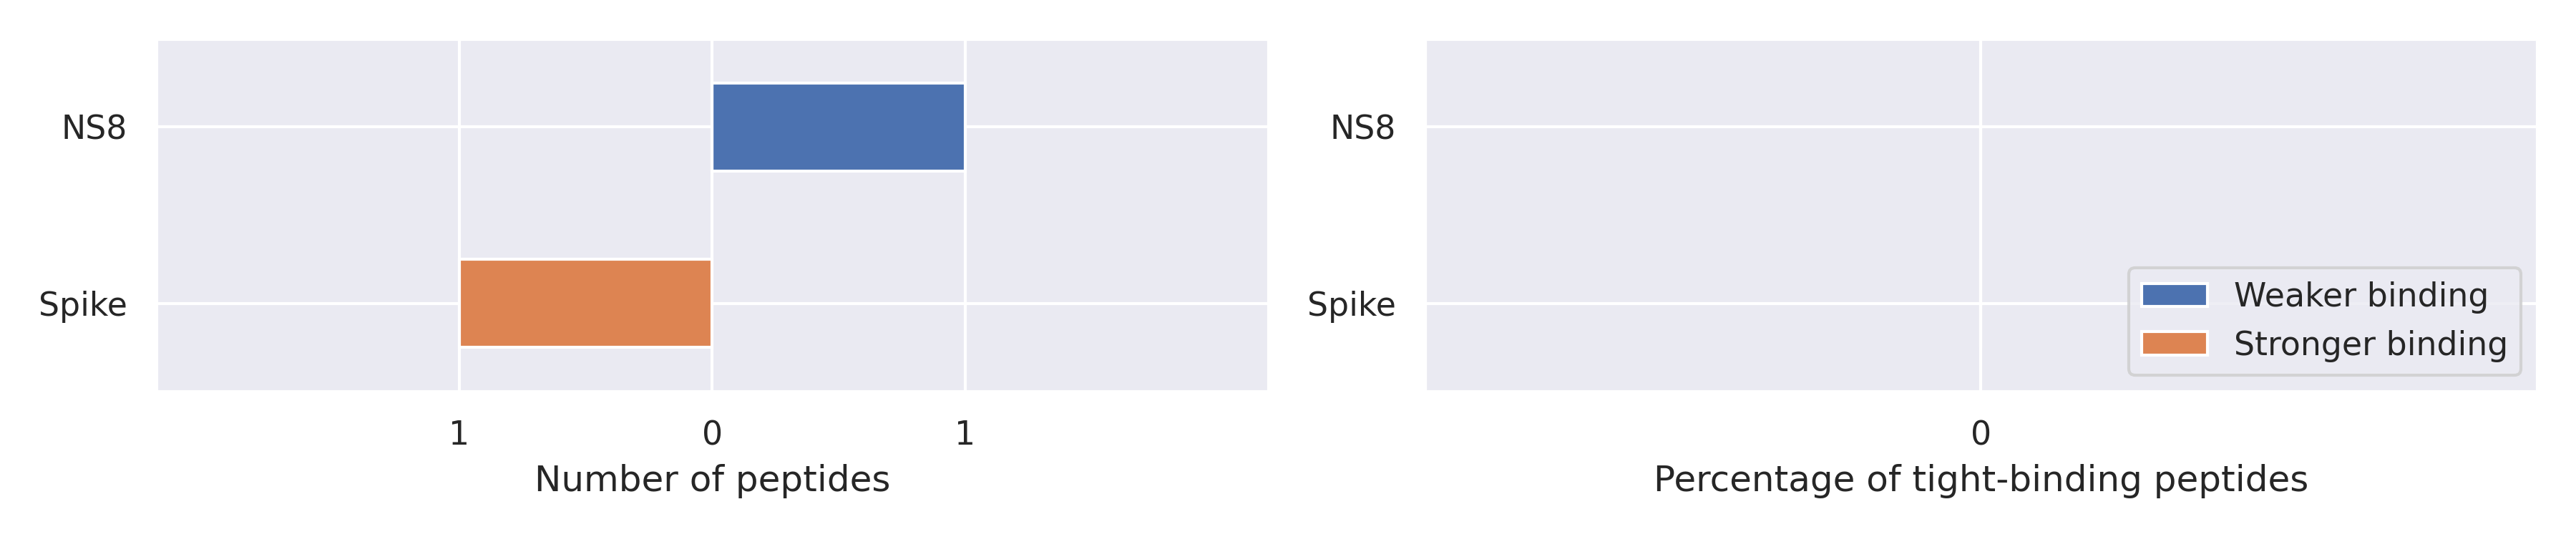 NS8
Spike
1
0
1
Number of peptides
NS8
Spike
0
Percentage of tight-binding peptides
Weaker binding
Stronger binding